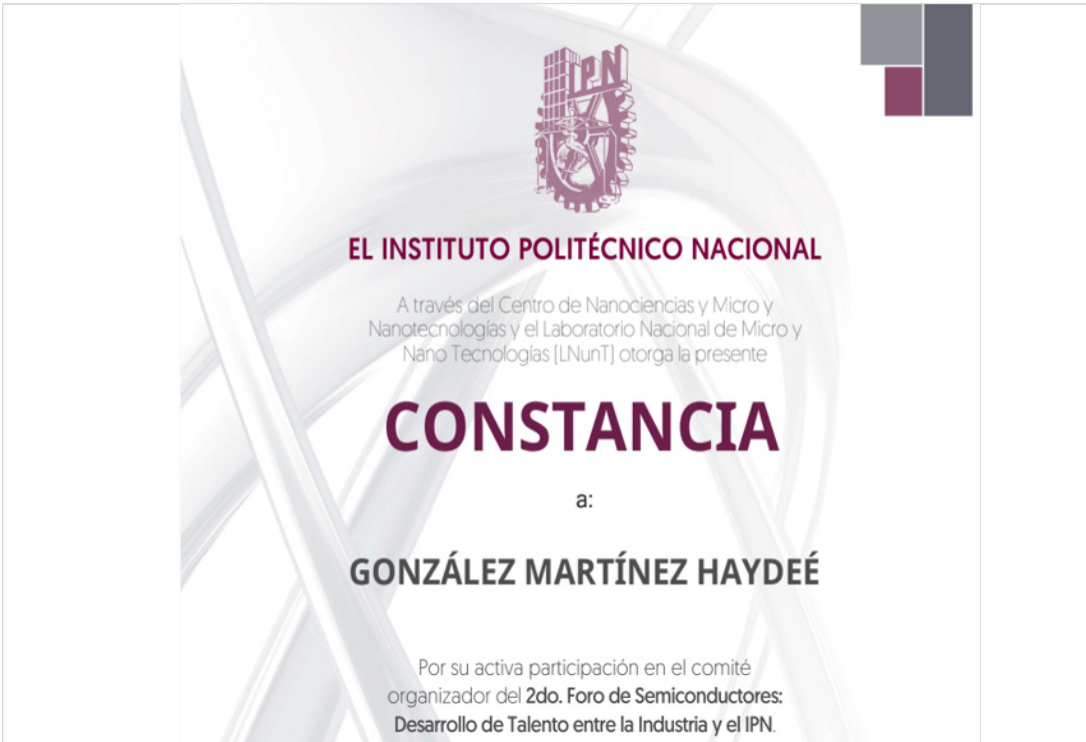 IPN
EL INSTITUTO POLITÉCNICO NACIONAL
A través del Centro de Nanociencias y Micro y
Nanotecnologías y el Laboratorio Nacional de Micro y
Nano Tecnologías (LNunT) otorga la presente
CONSTANCIA
a:
GONZÁLEZ MARTÍNEZ HAYDEÉ
Por su activa participación en el comité
organizador del 2do. Foro de Semiconductores:
Desarrollo de Talento entre la Industria y el IPN.